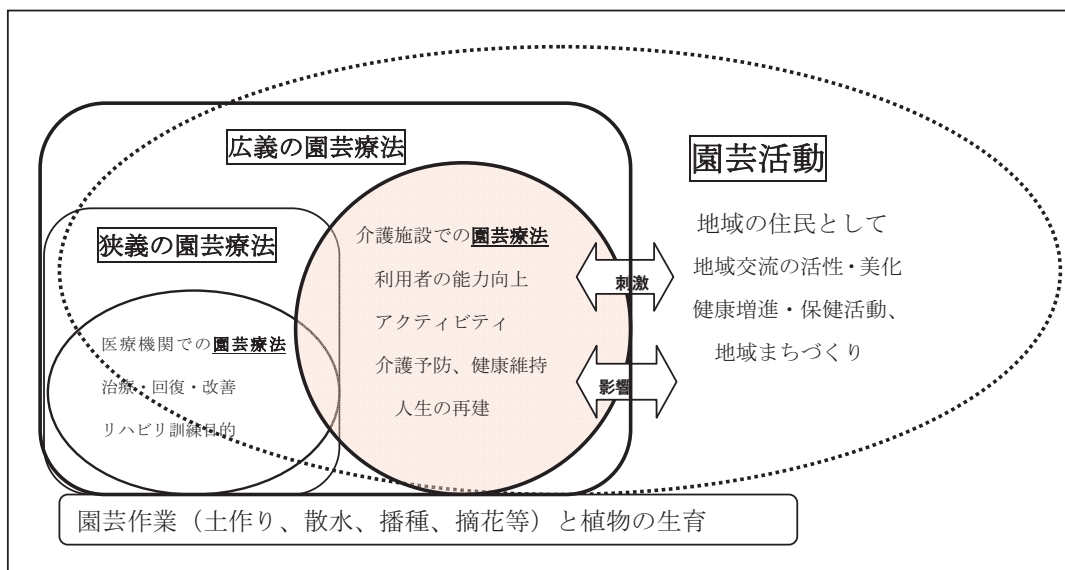 広義の園芸療法
園芸活動
狭義の園芸療法
介護施設での園芸療法
利用者の能力向上
アクティビティ
介護予防、健康維持
人生の再建
医療機関での園芸療法
治療・回復・改善
リハビリ訓練目的
刺激
影響
地域の住民として
地域交流の活性・美化
健康増進・保健活動、
地域まちづくり
園芸作業（土作り、散水、播種、摘花等）と植物の生育